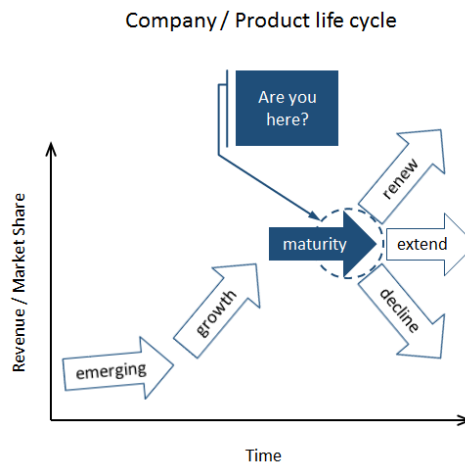 Company / Product life cycle
Are you
here?
renew
maturity
extend
growth
decline
emerging
Revenue / Market Share
Time